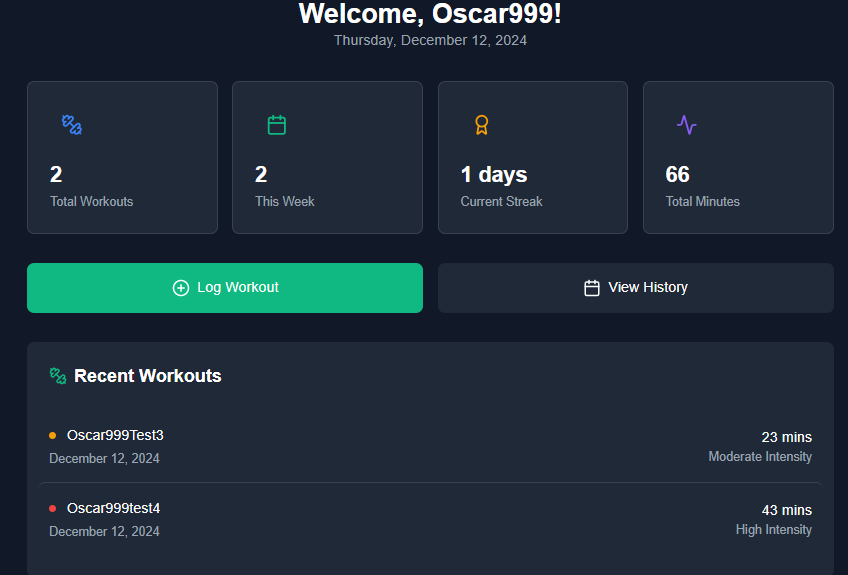 Welcome, Oscar999!
Thursday, December 12, 2024
2
Total Workouts
2
This Week
1 days
Current Streak
66
Total Minutes
Log Workout
View History
Recent Workouts
Oscar999Test3
December 12, 2024
23 mins
Moderate Intensity
Oscar999test4
December 12, 2024
43 mins
High Intensity